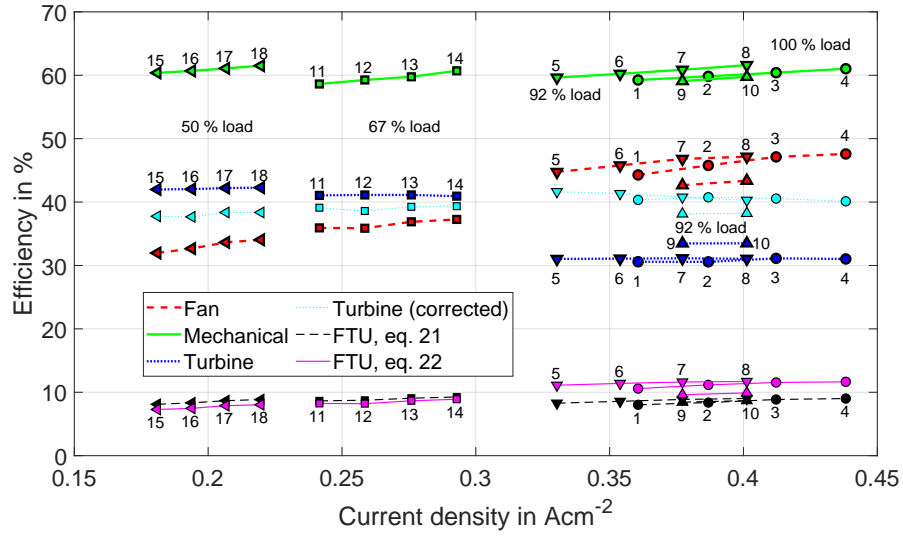 70
60
50
40
30
20
10
0
Efficiency in %
15 16 17 18
11 12 13 14
5 6 7 8
100 % load
92 % load
1 9 2 10 3 4
50 % load
67 % load
5 6 1 7 2 8 3 4
15 16 17 18
11 12 13 14
92 % load
9 10
5 6 1 7 2 8 3 4
Fan
Mechanical
Turbine
Turbine (corrected)
FTU, eq. 21
FTU, eq. 22
5 6 7 8
15 16 17 18
11 12 13 14
1 9 2 10 3 4
0.15 0.2 0.25 0.3 0.35 0.4 0.45
Current density in Acm-2